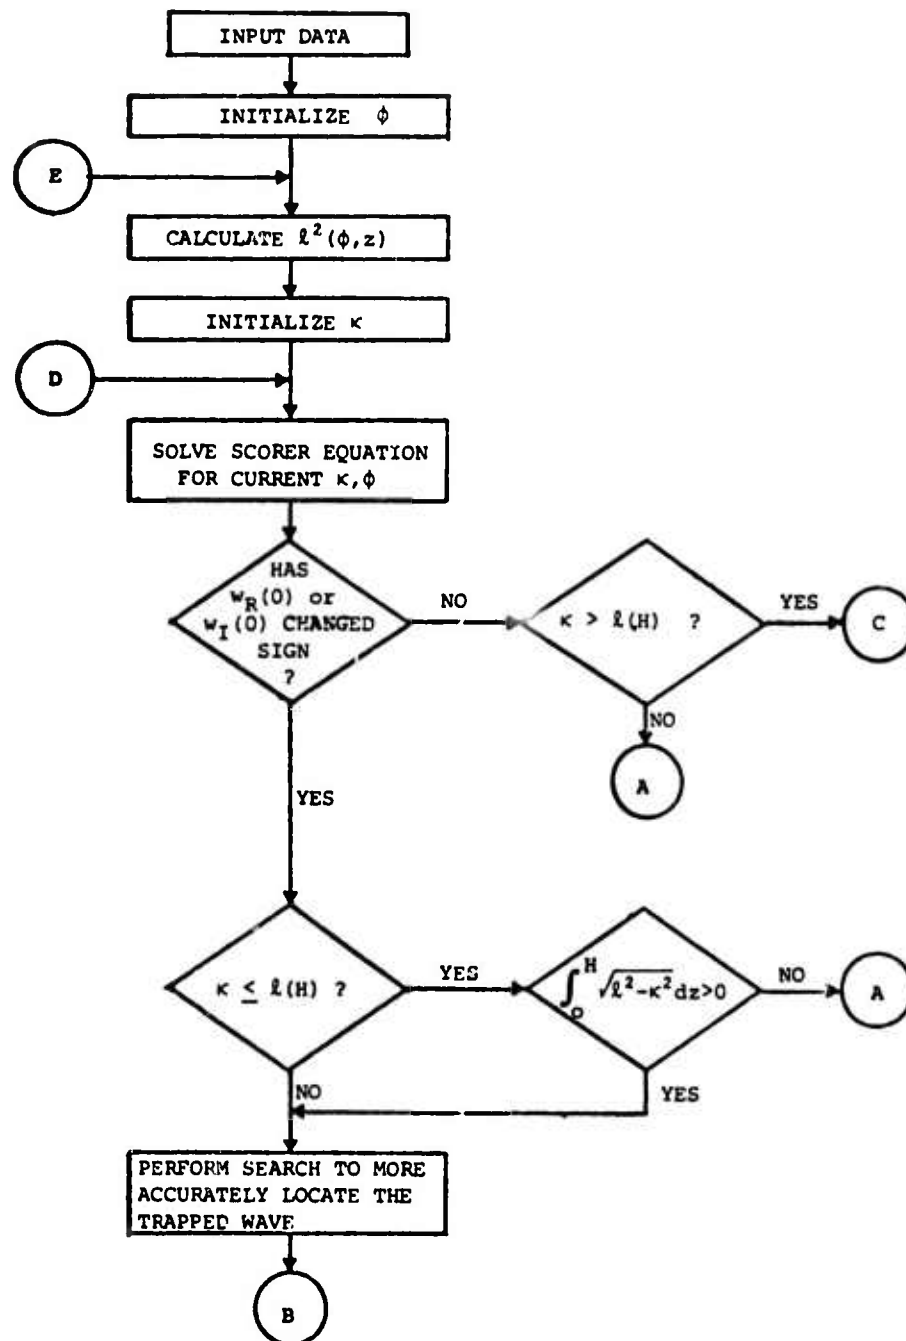 INPUT DATA
INITIALIZE ϕ
E
CALCULATE ℓ²(ϕ,z)
INITIALIZE κ
D
SOLVE SCORER EQUATION
FOR CURRENT κ,ϕ
HAS
w_R(0) or
w_I(0) CHANGED
SIGN
?
NO
κ > ℓ(H) ?
YES
C
NO
A
YES
κ ≤ ℓ(H) ?
YES
∫₀ᴴ √(ℓ²-κ²)dz>0
NO
A
NO
YES
PERFORM SEARCH TO MORE
ACCURATELY LOCATE THE
TRAPPED WAVE
B